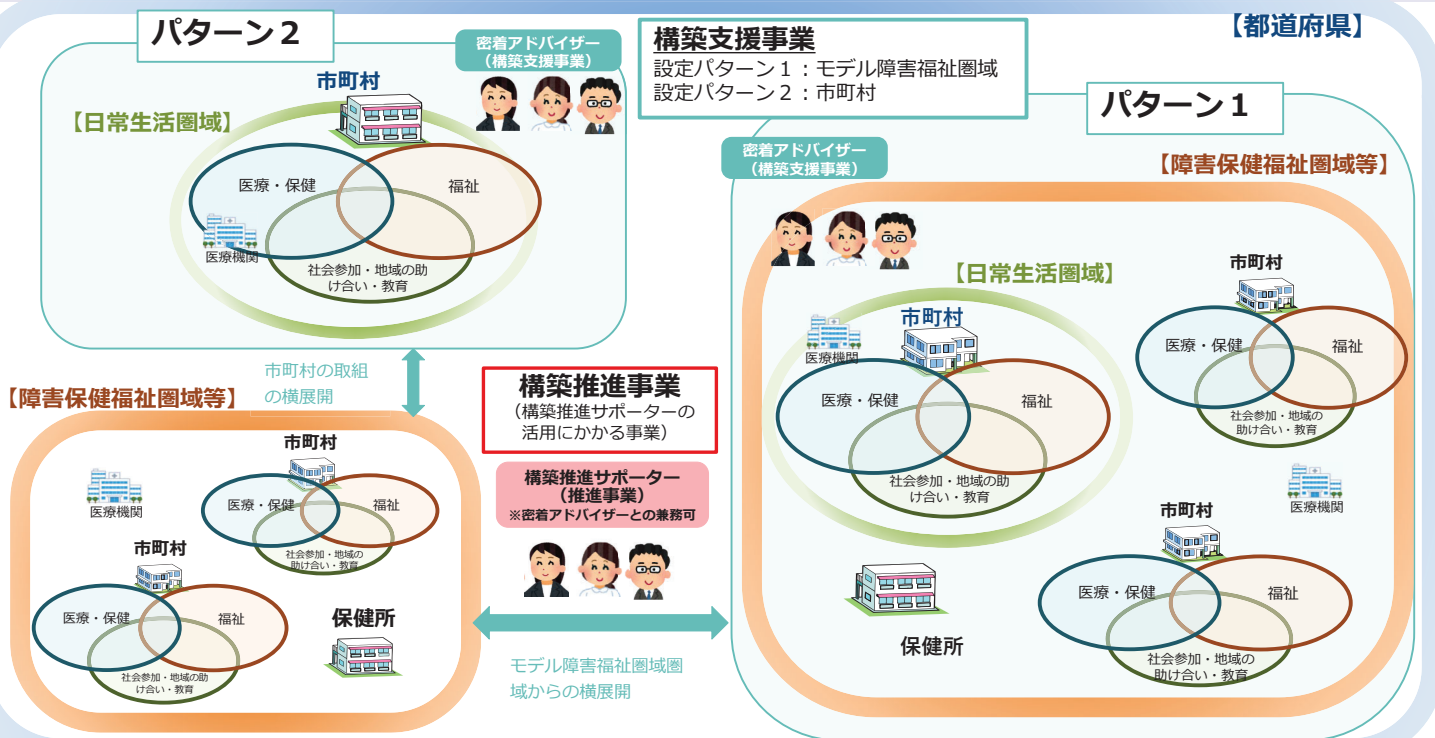 【都道府県】
パターン２
密着アドバイザー
（構築支援事業）
市町村
【日常生活圏域】
医療・保健
福祉
医療機関
社会参加・地域の助
け合い・教育
構築支援事業
設定パターン１：モデル障害福祉圏域
設定パターン２：市町村
パターン１
密着アドバイザー
（構築支援事業）
【障害保健福祉圏域等】
【日常生活圏域】
市町村
医療機関
医療・保健
福祉
社会参加・地域の助
け合い・教育
市町村
医療・保健
福祉
社会参加・地域の
助け合い・教育
医療機関
市町村
医療・保健
福祉
社会参加・地域の
助け合い・教育
保健所
市町村の取組
の横展開
【障害保健福祉圏域等】
市町村
医療機関
医療・保健
福祉
社会参加・地域の
助け合い・教育
市町村
医療・保健
福祉
社会参加・地域の助
け合い・教育
保健所
構築推進事業
（構築推進サポーターの
活用にかかる事業）
構築推進サポーター
（推進事業）
※密着アドバイザーとの兼務可
モデル障害福祉圏域圏
域からの横展開